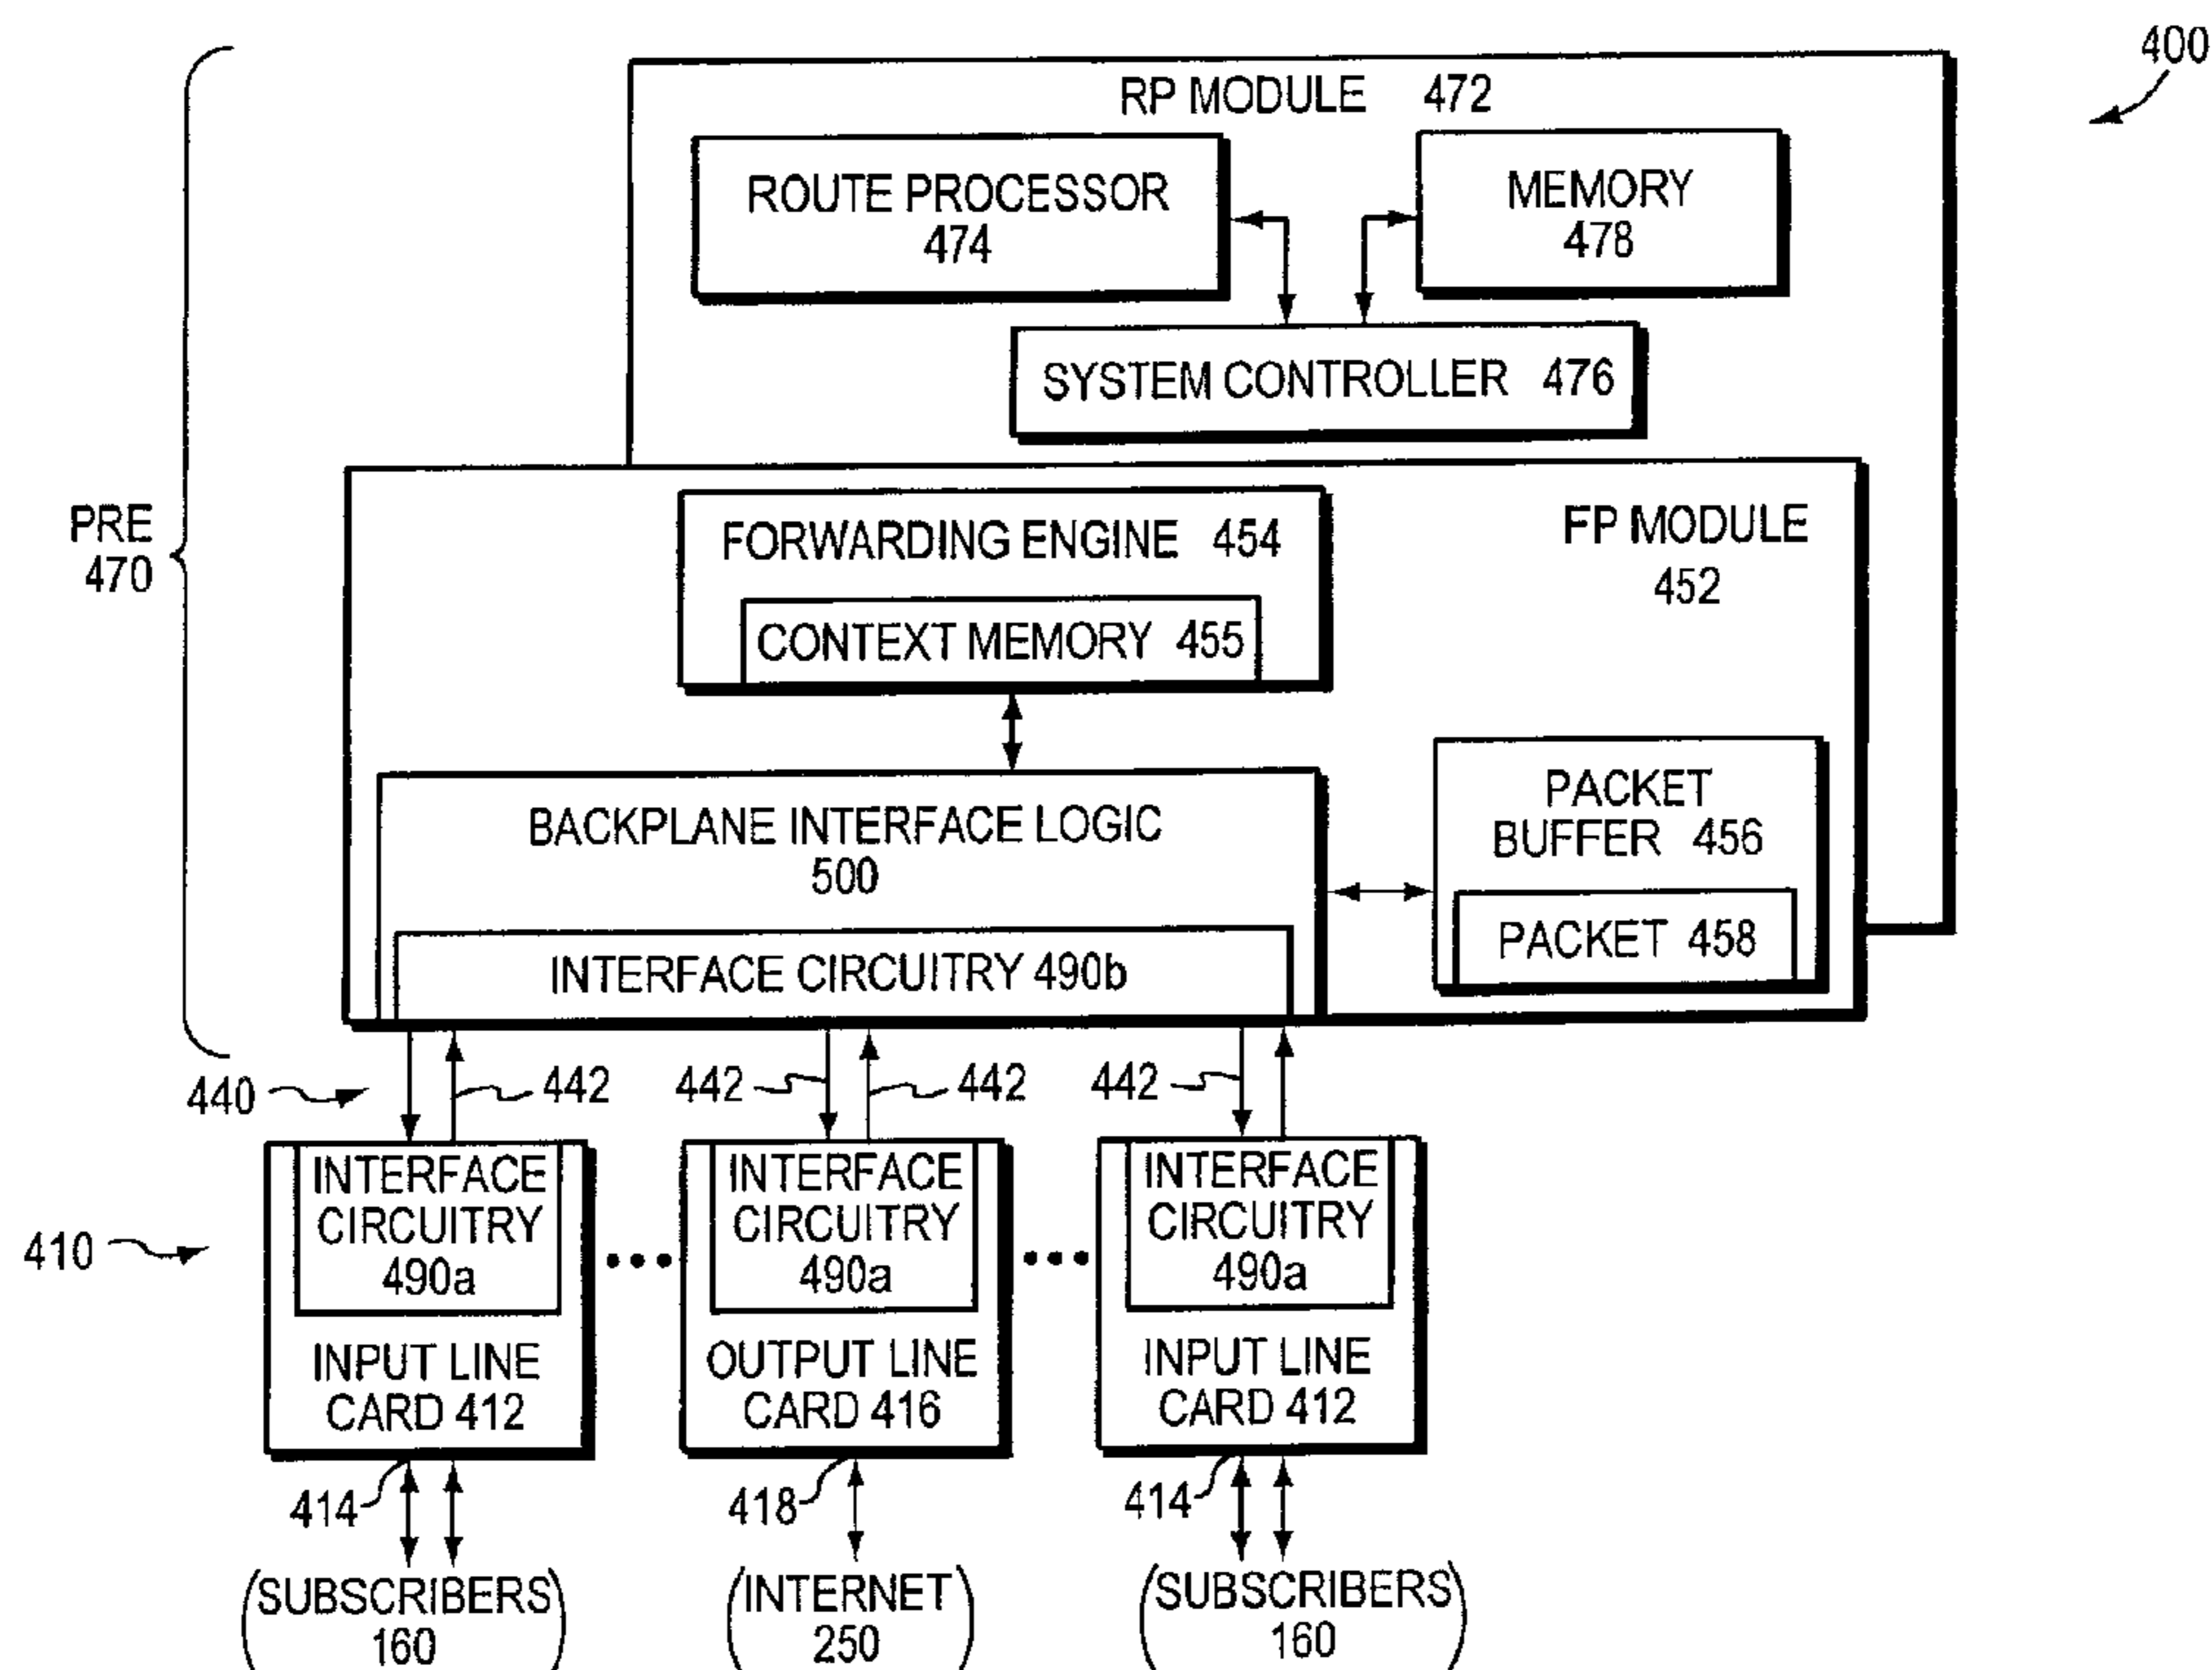 400
RP MODULE 472
ROUTE PROCESSOR
474
MEMORY
478
SYSTEM CONTROLLER 476
PRE
470
FORWARDING ENGINE 454
CONTEXT MEMORY 455
FP MODULE
452
BACKPLANE INTERFACE LOGIC
500
INTERFACE CIRCUITRY 490b
PACKET
BUFFER 456
PACKET 458
440
442
442
442
442
410
INTERFACE
CIRCUITRY
490a
INPUT LINE
CARD 412
INTERFACE
CIRCUITRY
490a
OUTPUT LINE
CARD 416
INTERFACE
CIRCUITRY
490a
INPUT LINE
CARD 412
414
418
414
(SUBSCRIBERS)
160
(INTERNET)
250
(SUBSCRIBERS)
160